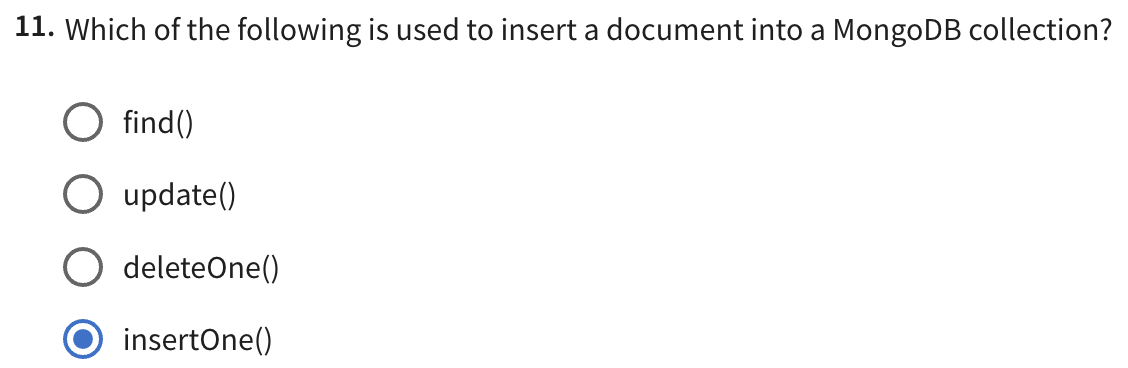 11. Which of the following is used to insert a document into a MongoDB collection?
find()
update()
deleteOne()
insertOne()